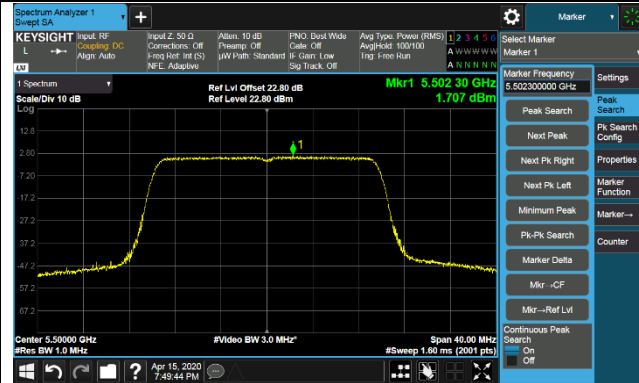 Spectrum Analyzer 1
Swept SA
Marker
KEYSIGHT Input: RF
Coupling: DC
Align: Auto
Input Z: 50 Ω
Corrections: Off
Freq Ref: Int (S)
NFE: Adaptive
Atten: 10 dB
Preamp: Off
µW Path: Standard
PNO: Best Wide
Gate: Off
IF Gain: Low
Sig Track: Off
Avg Type: Power (RMS)
Avg|Hold: 100/100
Trig: Free Run
1 2 3 4 5 6
A W W W W W
A N N N N N
L
LXI
Select Marker
Marker 1
1 Spectrum
Scale/Div 10 dB
Log
Ref Lvl Offset 22.80 dB
Ref Level 22.80 dBm
Mkr1 5.502 30 GHz
1.707 dBm
12.8
2.80
-7.20
-17.2
-27.2
-37.2
-47.2
-57.2
-67.2
1
Center 5.50000 GHz
#Res BW 1.0 MHz
#Video BW 3.0 MHz*
Span 40.00 MHz
#Sweep 1.60 ms (2001 pts)
Marker Frequency
5.502300000 GHz
Peak Search
Next Peak
Next Pk Right
Next Pk Left
Minimum Peak
Pk-Pk Search
Marker Delta
Mkr→CF
Mkr→Ref Lvl
Continuous Peak
Search
On
Off
Settings
Peak
Search
Pk Search
Config
Properties
Marker
Function
Marker→
Counter
Apr 15, 2020
7:49:44 PM